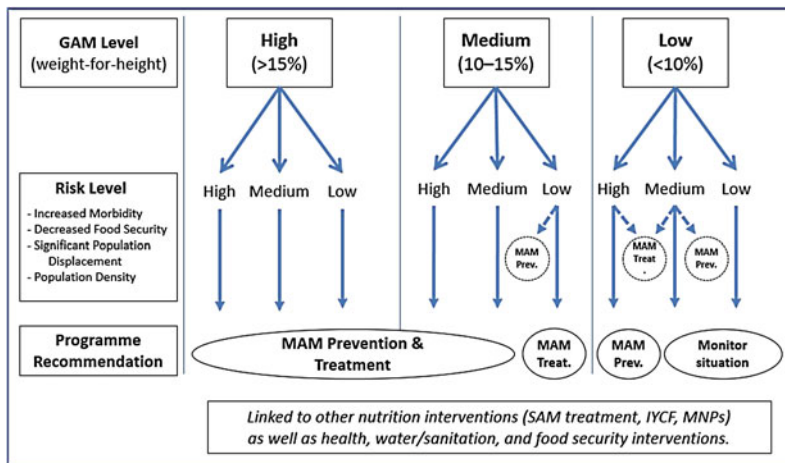 GAM Level
(weight-for-height)
High
(>15%)
Medium
(10–15%)
Low
(<10%)
Risk Level
- Increased Morbidity
- Decreased Food Security
- Significant Population
Displacement
- Population Density
High Medium Low
High Medium Low
High Medium Low
MAM
Prev.
MAM
Treat
.
MAM
Prev.
Programme
Recommendation
MAM Prevention &
Treatment
MAM
Treat.
MAM
Prev.
Monitor
situation
Linked to other nutrition interventions (SAM treatment, IYCF, MNPs)
as well as health, water/sanitation, and food security interventions.